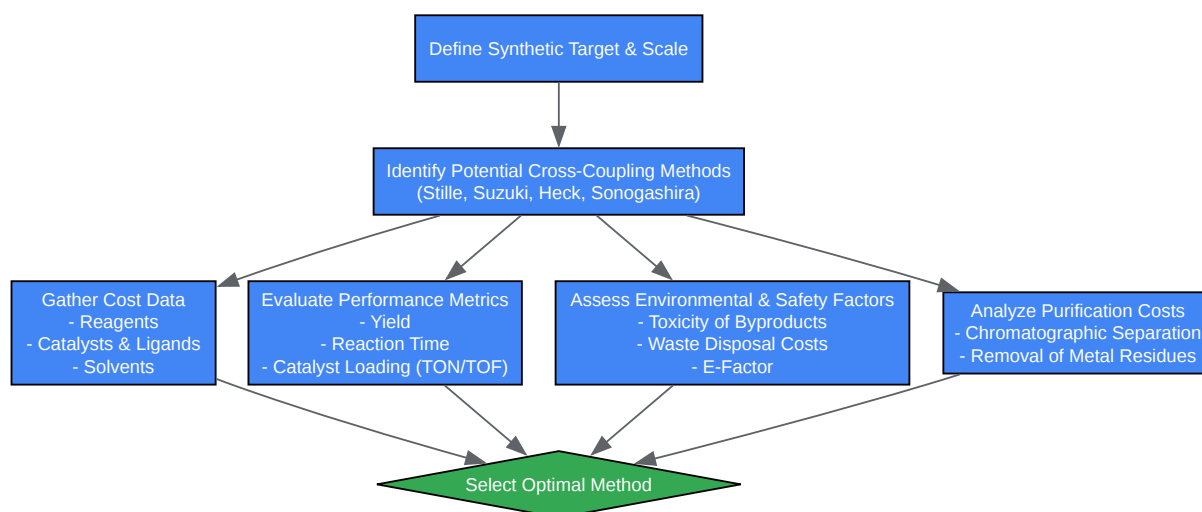 Define Synthetic Target & Scale
Identify Potential Cross-Coupling Methods
(Stille, Suzuki, Heck, Sonogashira)
Gather Cost Data
- Reagents
- Catalysts & Ligands
- Solvents
Evaluate Performance Metrics
- Yield
- Reaction Time
- Catalyst Loading (TON/TOF)
Assess Environmental & Safety Factors
- Toxicity of Byproducts
- Waste Disposal Costs
- E-Factor
Analyze Purification Costs
- Chromatographic Separation
- Removal of Metal Residues
Select Optimal Method